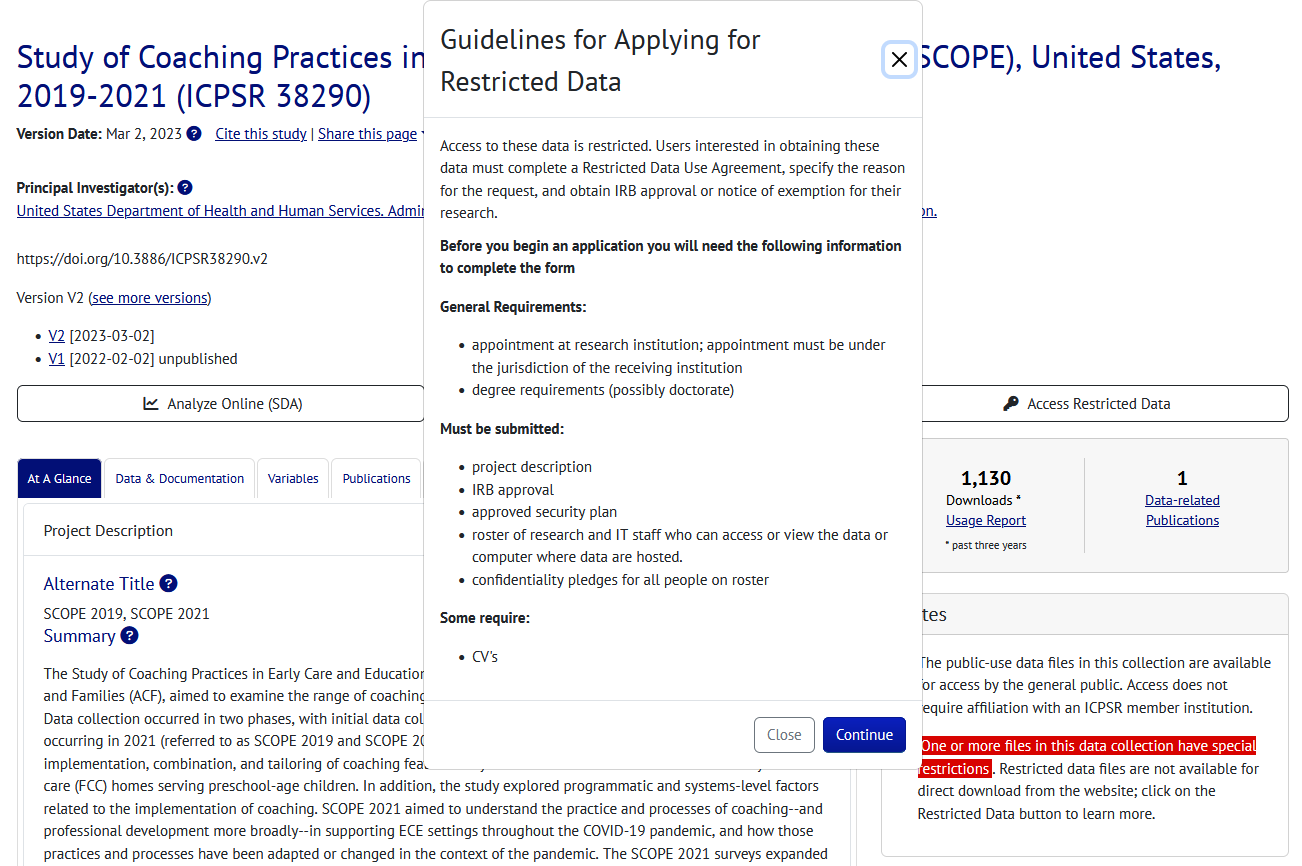 Study of Coaching Practices in
SCOPE), United States,
2019-2021 (ICPSR 38290)
Version Date: Mar 2, 2023 Cite this study | Share this page
Principal Investigator(s):
United States Department of Health and Human Services.
https://doi.org/10.3886/ICPSR38290.v2
Version V2 (see more versions)
• V2 [2023-03-02]
• V1 [2022-02-02] unpublished
Analyze Online (SDA)
Access Restricted Data
At A Glance
Data & Documentation
Variables
Publications
Project Description
Alternate Title
SCOPE 2019, SCOPE 2021
Summary
The Study of Coaching Practices in Early Care and Education
and Families (ACF), aimed to examine the range of coaching
Data collection occurred in two phases, with initial data
occurring in 2021 (referred to as SCOPE 2019 and SCOPE
implementation, combination, and tailoring of coaching
care (FCC) homes serving preschool-age children. In addition, the study explored programmatic and systems-level factors
related to the implementation of coaching. SCOPE 2021 aimed to understand the practice and processes of coaching--and
professional development more broadly--in supporting ECE settings throughout the COVID-19 pandemic, and how those
practices and processes have been adapted or changed in the context of the pandemic. The SCOPE 2021 surveys expanded
Guidelines for Applying for
Restricted Data
Access to these data is restricted. Users interested in obtaining these
data must complete a Restricted Data Use Agreement, specify the reason
for the request, and obtain IRB approval or notice of exemption for their
research.
Before you begin an application you will need the following information
to complete the form
General Requirements:
• appointment at research institution; appointment must be under
the jurisdiction of the receiving institution
• degree requirements (possibly doctorate)
Must be submitted:
• project description
• IRB approval
• approved security plan
• roster of research and IT staff who can access or view the data or
computer where data are hosted.
• confidentiality pledges for all people on roster
Some require:
• CV's
Close
Continue
1,130
Downloads *
Usage Report
* past three years
1
Data-related
Publications
The public-use data files in this collection are available
for access by the general public. Access does not
require affiliation with an ICPSR member institution.
One or more files in this data collection have special
restrictions. Restricted data files are not available for
direct download from the website; click on the
Restricted Data button to learn more.